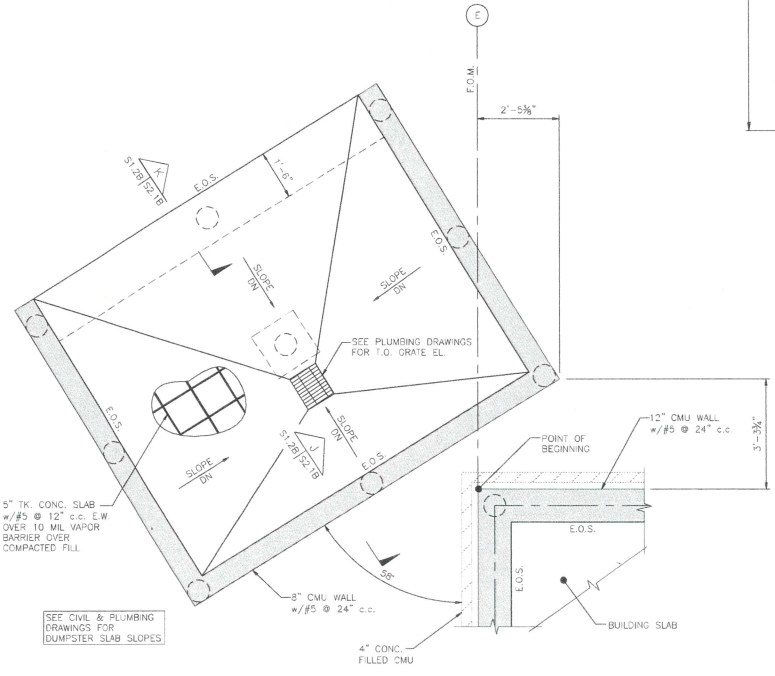 E
F.O.M.
2'-5⅜"
K
S1.2B S2.1B
E.O.S.
1'-6"
E.O.S.
SLOPE
DN
SLOPE
DN
SEE PLUMBING DRAWINGS
FOR T.O. GRATE EL.
E.O.S.
J
S1.2B S2.1B
SLOPE
DN
SLOPE
DN
E.O.S
12" CMU WALL
w/#5 @ 24" c.c.
3'-3¾"
POINT OF
BEGINNING
5" TK. CONC. SLAB
w/#5 @ 12" c.c. E.W.
OVER 10 MIL VAPOR
BARRIER OVER
COMPACTED FILL
E.O.S.
E.O.S.
8" CMU WALL
w/#5 @ 24" c.c.
SEE CIVIL & PLUMBING
DRAWINGS FOR
DUMPSTER SLAB SLOPES
BUILDING SLAB
4" CONC.
FILLED CMU